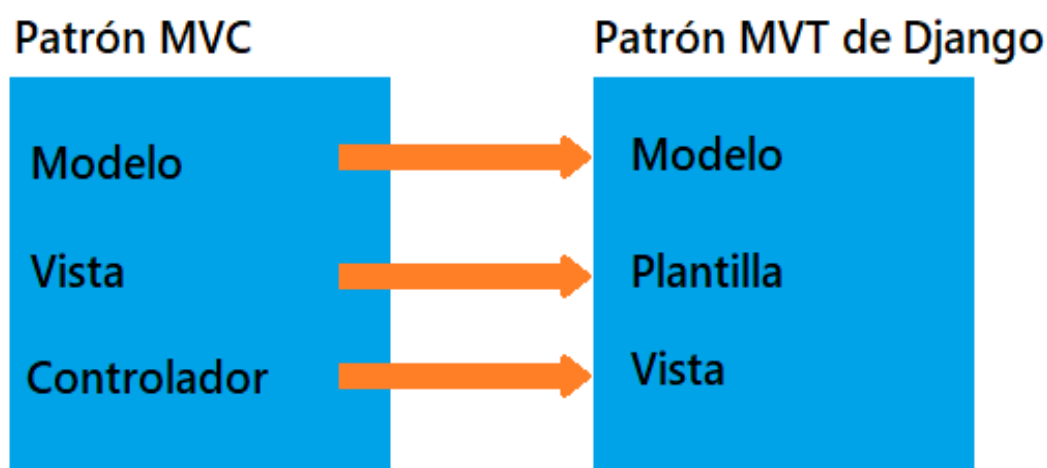 Patrón MVC
Patrón MVT de Django
Modelo
Modelo
Vista
Plantilla
Controlador
Vista